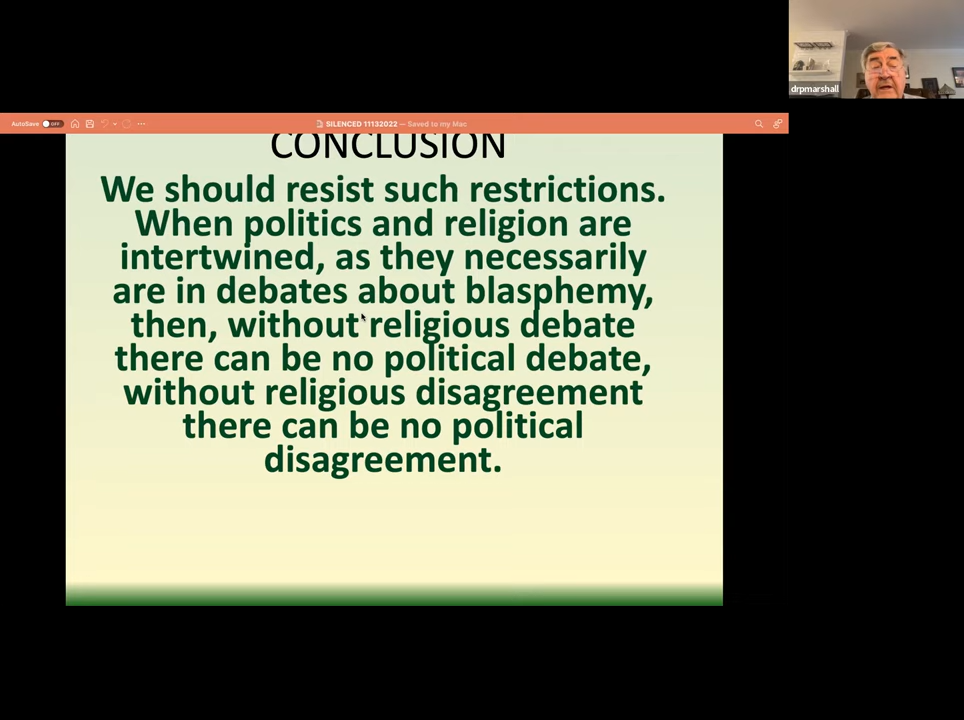 drpmarshall
AutoSave OFF
SILENCED 11132022 — Saved to my Mac
CONCLUSION
We should resist such restrictions.
When politics and religion are
intertwined, as they necessarily
are in debates about blasphemy,
then, without religious debate
there can be no political debate,
without religious disagreement
there can be no political
disagreement.